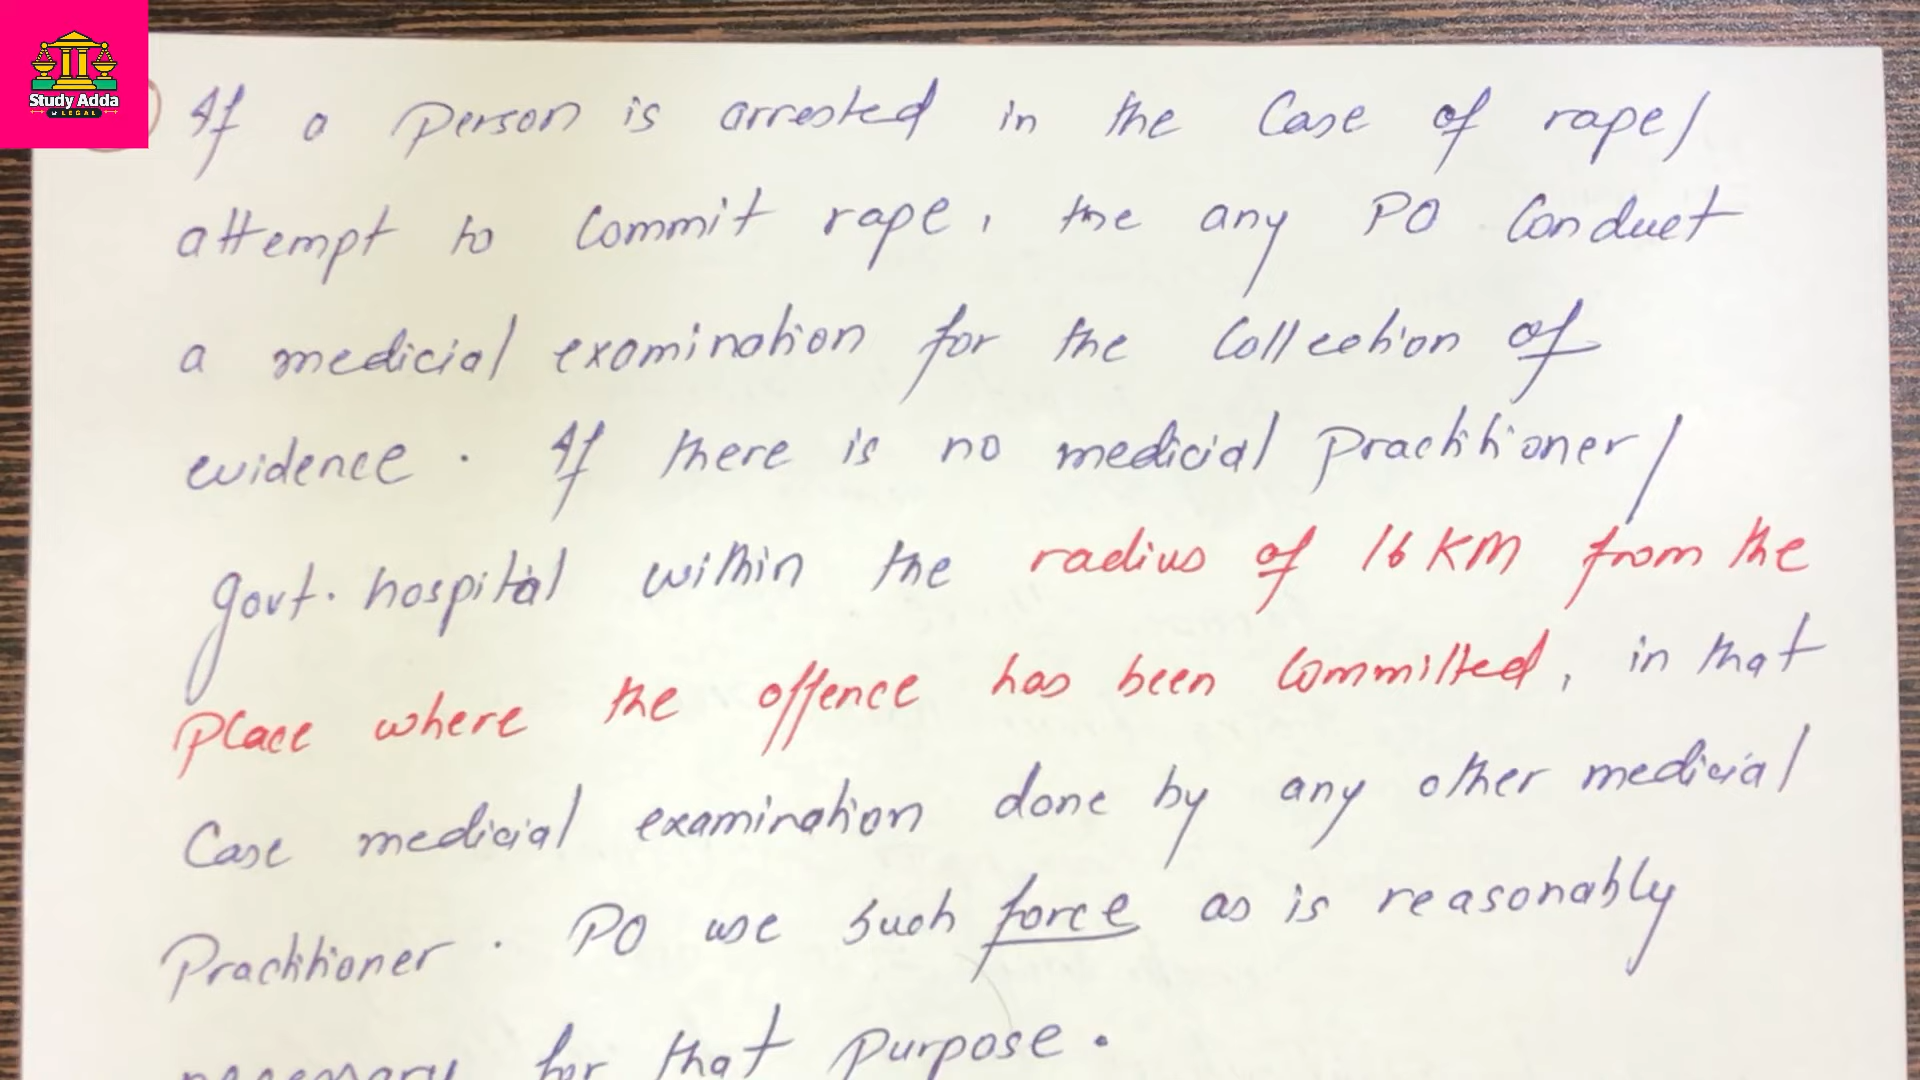 Study Adda
LEGAL
If a person is arrested in the Case of rape/
attempt to Commit rape, the any PO Conduct
a medicial examination for the Collection of
evidence. If there is no medicial practitioner/
govt. hospital within the radius of 16 KM from the
place where the offence has been Committed, in that
Case medicial examination done by any other medicial
Practitioner. PO use such force as is reasonably
necessary for that purpose.